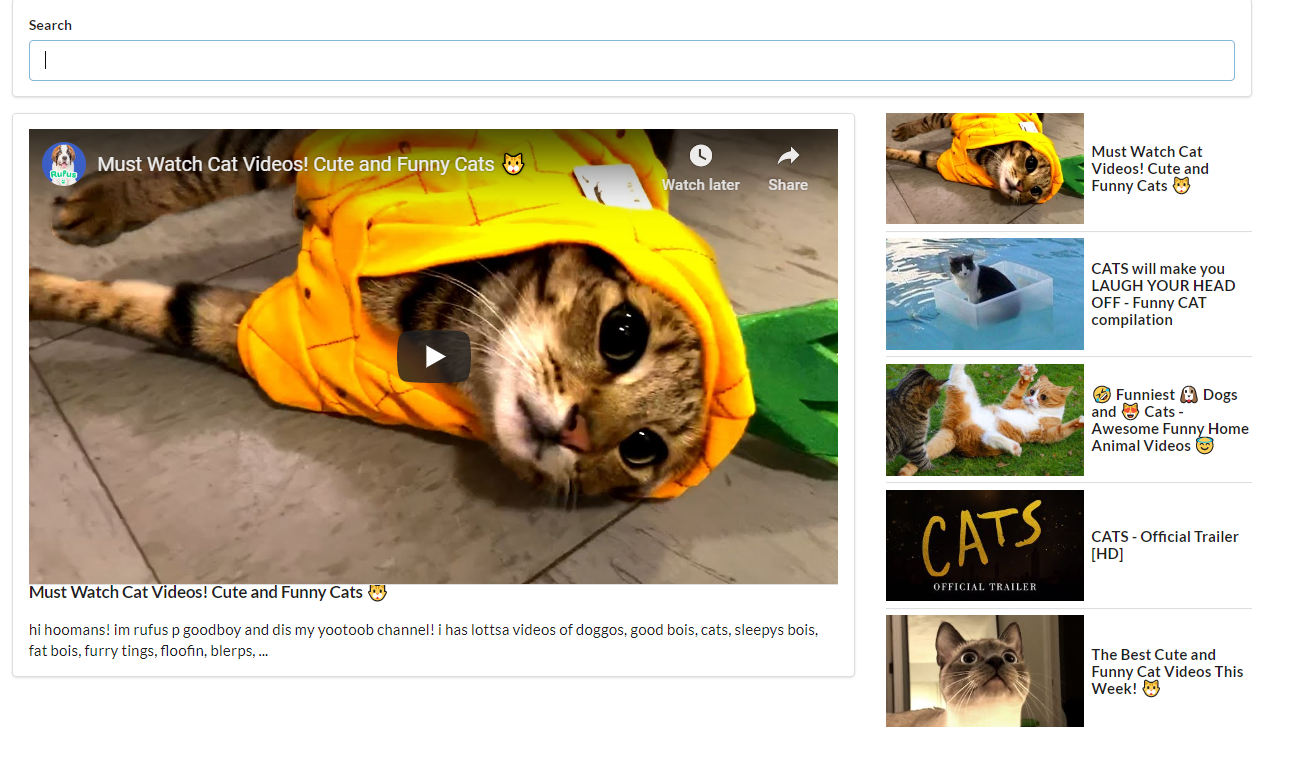 Search
RuFus
Must Watch Cat Videos! Cute and Funny Cats 🐱
Watch later
Share
Must Watch Cat Videos! Cute and Funny Cats 🐱
hi hoomans! im rufus p goodboy and dis my yootoob channel! i has lottsa videos of doggos, good bois, cats, sleepys bois,
fat bois, furry tings, floofin, blerps, ...
Must Watch Cat
Videos! Cute and
Funny Cats 🐱
CATS will make you
LAUGH YOUR HEAD
OFF - Funny CAT
compilation
🤣 Funniest 🐶 Dogs
and 😻 Cats -
Awesome Funny Home
Animal Videos 😇
CATS
OFFICIAL TRAILER
CATS - Official Trailer
[HD]
The Best Cute and
Funny Cat Videos This
Week! 🐱